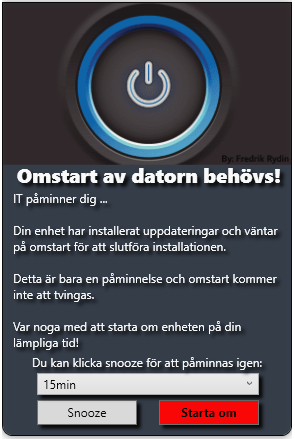 By: Fredrik Rydin
Omstart av datorn behövs!
IT påminner dig ...
Din enhet har installerat uppdateringar och väntar
på omstart för att slutföra installationen.
Detta är bara en påminnelse och omstart kommer
inte att tvingas.
Var noga med att starta om enheten på din
lämpliga tid!
Du kan klicka snooze för att påminnas igen:
15min
Snooze
Starta om